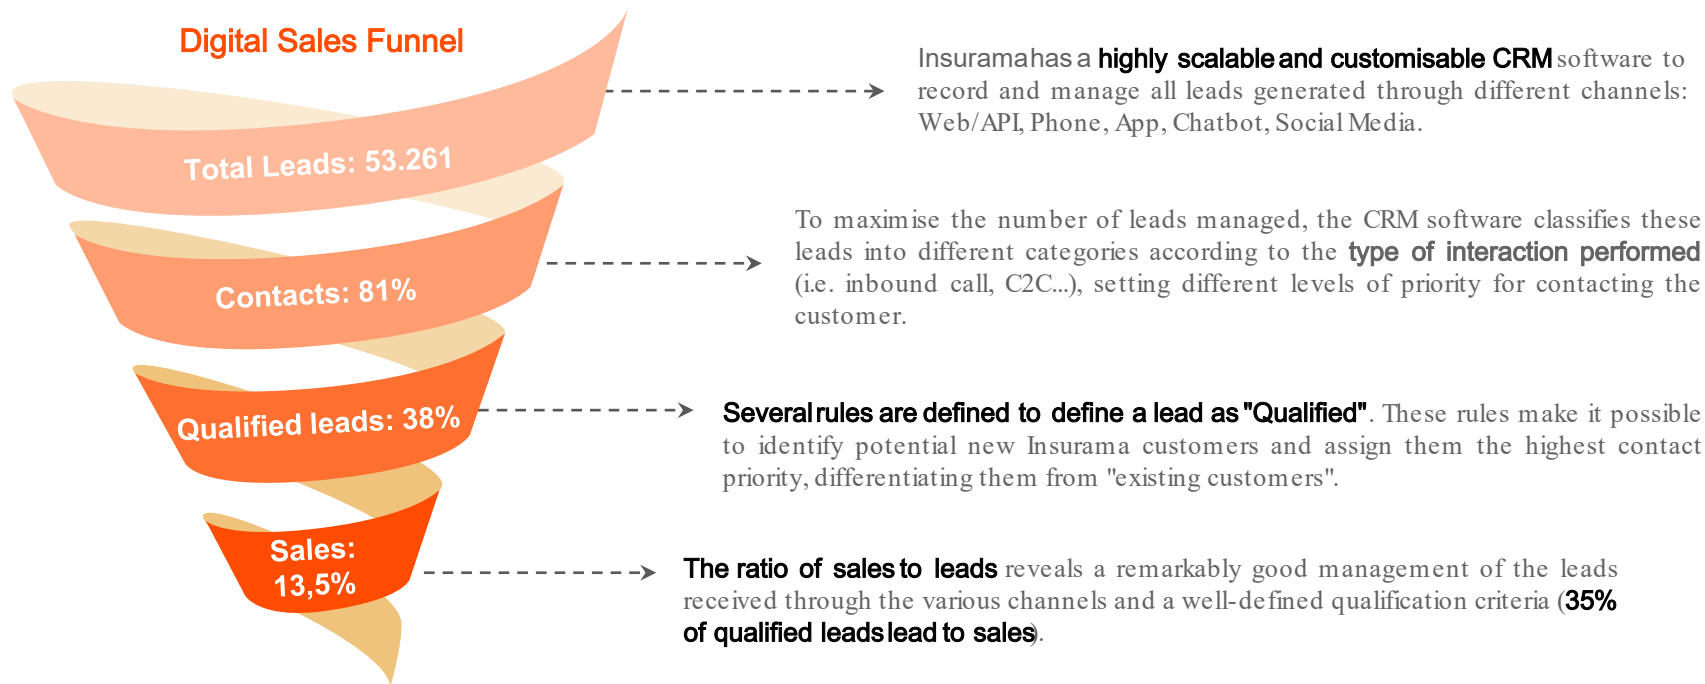 Digital Sales Funnel
Insurama has a highly scalable and customisable CRM software to
record and manage all leads generated through different channels:
Web/API, Phone, App, Chatbot, Social Media.
Total Leads: 53.261
To maximise the number of leads managed, the CRM software classifies these
leads into different categories according to the type of interaction performed
(i.e. inbound call, C2C...), setting different levels of priority for contacting the
customer.
Contacts: 81%
Several rules are defined to define a lead as "Qualified". These rules make it possible
to identify potential new Insurama customers and assign them the highest contact
priority, differentiating them from "existing customers".
Qualified leads: 38%
The ratio of sales to leads reveals a remarkably good management of the leads
received through the various channels and a well-defined qualification criteria (35%
of qualified leads lead to sales).
Sales:
13,5%